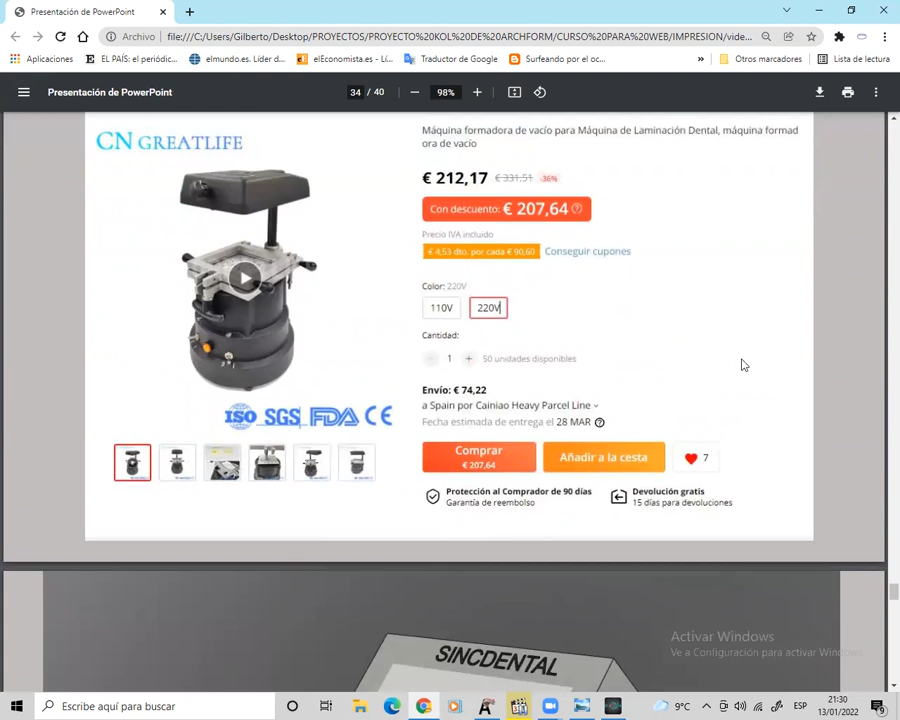 Presentación de PowerPoint
Archivo
file:///C:/Users/Gilberto/Desktop/PROYECTOS/PROYECTO%20KOL%20DE%20ARCHFORM/CURSO%20PARA%20WEB/IMPRESION/vide...
Aplicaciones
EL PAÍS: el periódic...
elmundo.es. Líder d...
elEconomista.es - Lí...
Traductor de Google
Surfeando por el oc...
»
Otros marcadores
Lista de lectura
Presentación de PowerPoint
34 / 40
98%
CN GREATLIFE
Máquina formadora de vacío para Máquina de Laminación Dental, máquina formad
ora de vacío
€ 212,17 € 331,51 -36%
Con descuento: € 207,64
Precio IVA incluido
€ 4,53 dto. por cada € 90,60 Conseguir cupones
Color: 220V
110V 220V
Cantidad:
− 1 + 50 unidades disponibles
Envío: € 74,22
a Spain por Cainiao Heavy Parcel Line
Fecha estimada de entrega el 28 MAR
ISO SGS FDA CE
Comprar
€ 207,64
Añadir a la cesta
7
Protección al Comprador de 90 días
Garantía de reembolso
Devolución gratis
15 días para devoluciones
SINCDENTAL
Activar Windows
Ve a Configuración para activar Windows.
Escribe aquí para buscar
9°C
ESP
21:30
13/01/2022